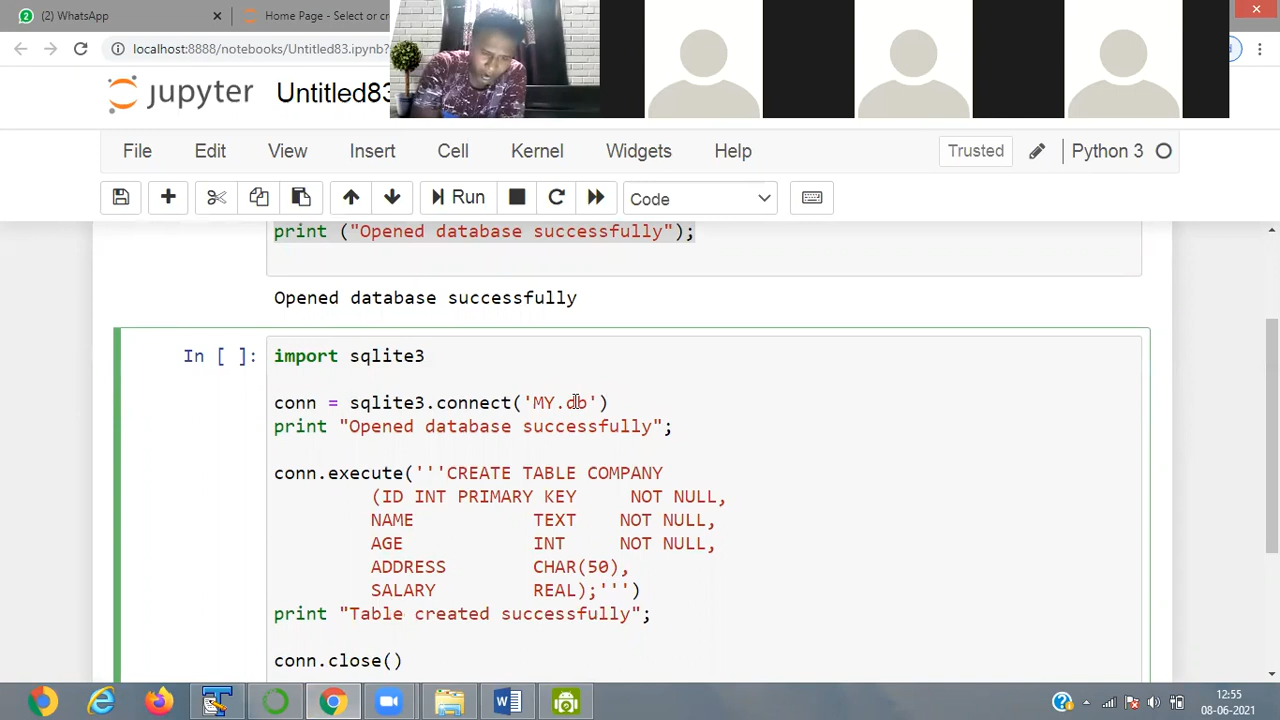 (2) WhatsApp
Home Page - Select or cr
localhost:8888/notebooks/Untitled83.ipynb?
jupyter
Untitled83
File Edit View Insert Cell Kernel Widgets Help
Trusted
Python 3
Run
Code
print ("Opened database successfully");
Opened database successfully
In [ ]:
import sqlite3
conn = sqlite3.connect('MY.db')
print "Opened database successfully";
conn.execute('''CREATE TABLE COMPANY
(ID INT PRIMARY KEY NOT NULL,
NAME TEXT NOT NULL,
AGE INT NOT NULL,
ADDRESS CHAR(50),
SALARY REAL);''')
print "Table created successfully";
conn.close()
12:55
08-06-2021